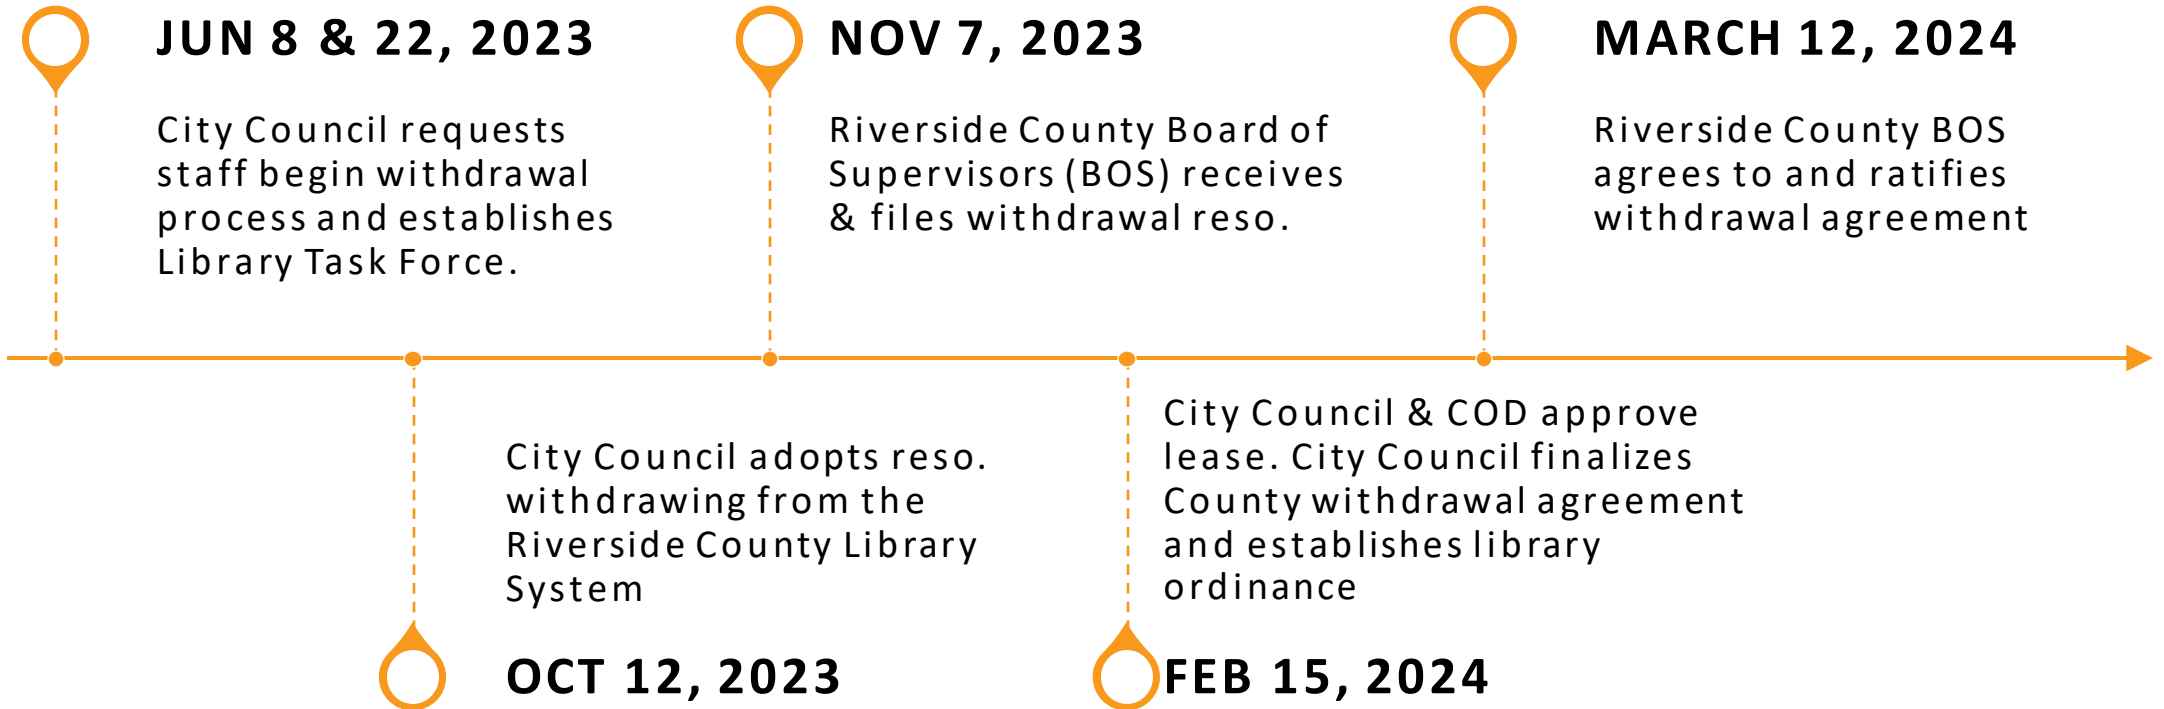 JUN 8 & 22, 2023
City Council requests
staff begin withdrawal
process and establishes
Library Task Force.
OCT 12, 2023
City Council adopts reso.
withdrawing from the
Riverside County Library
System
NOV 7, 2023
Riverside County Board of
Supervisors (BOS) receives
& files withdrawal reso.
FEB 15, 2024
City Council & COD approve
lease. City Council finalizes
County withdrawal agreement
and establishes library
ordinance
MARCH 12, 2024
Riverside County BOS
agrees to and ratifies
withdrawal agreement